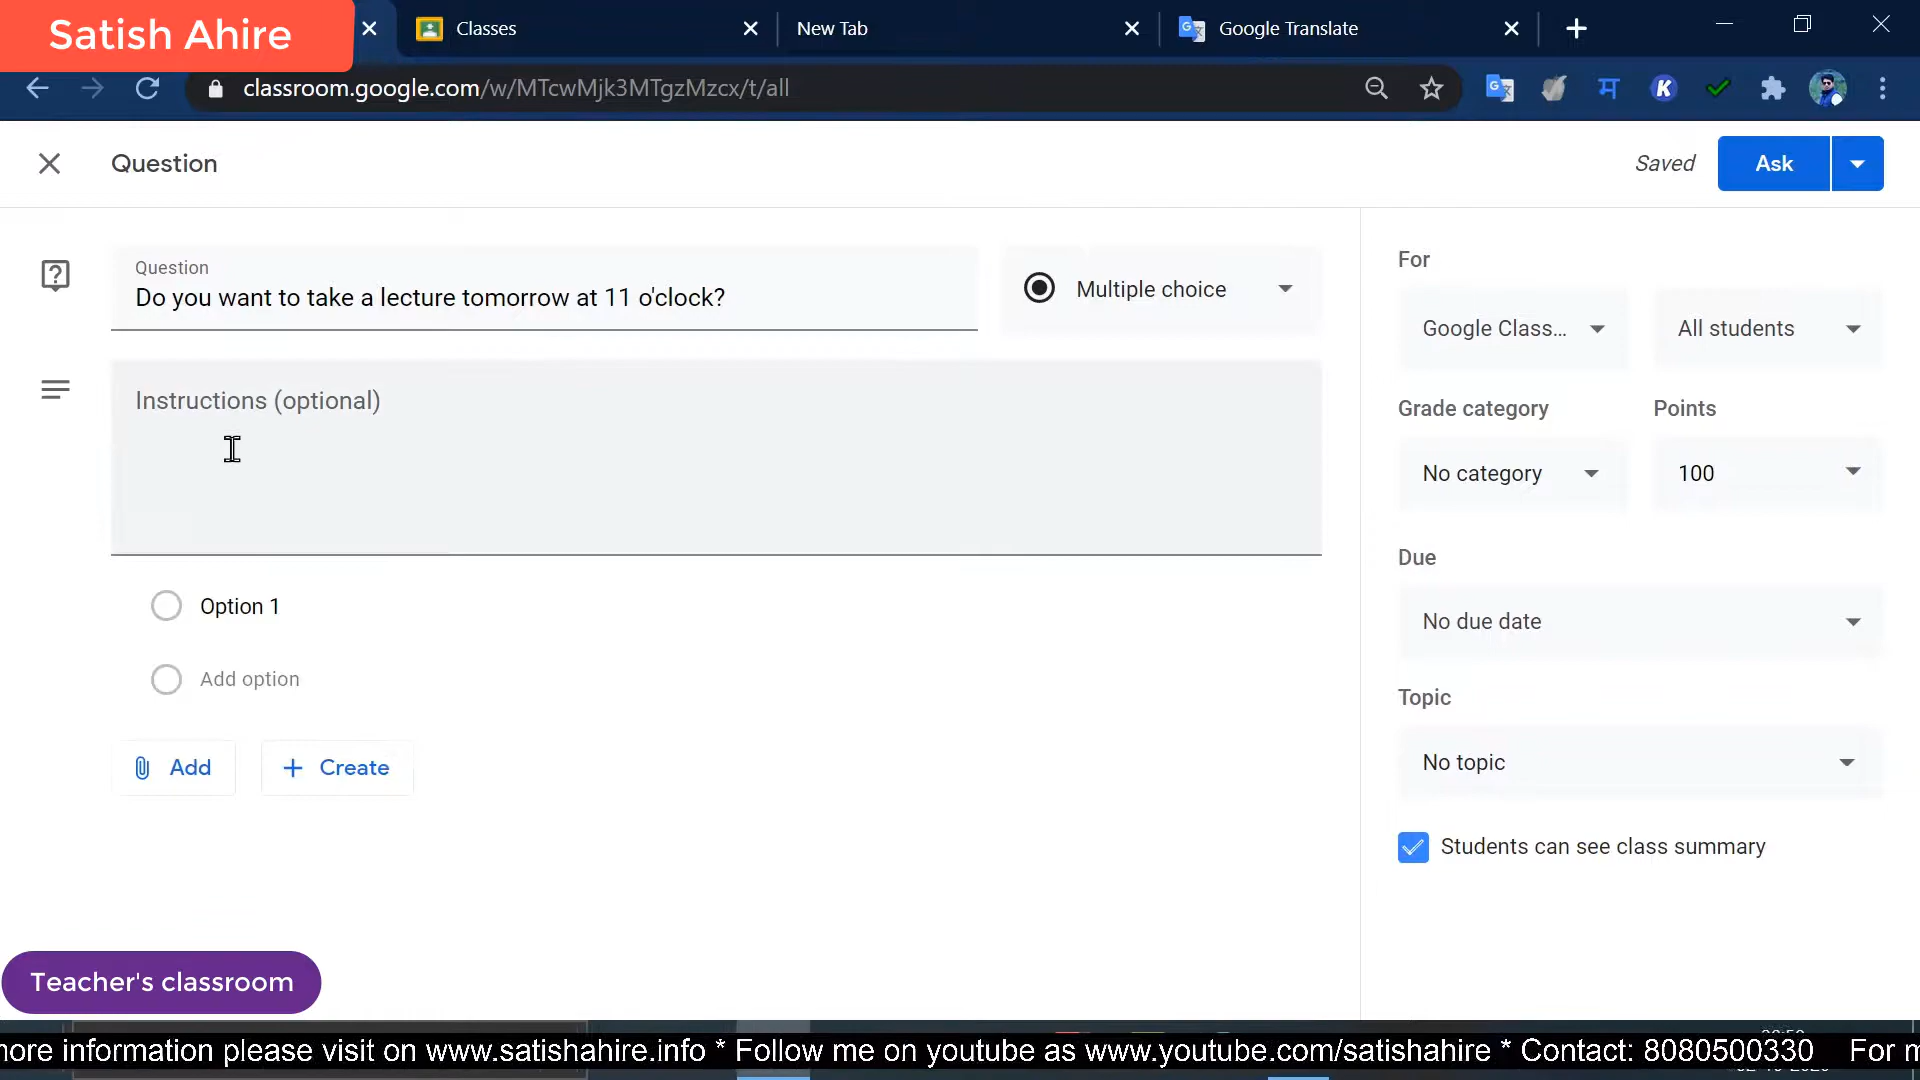 Satish Ahire
Classes
New Tab
Google Translate
classroom.google.com/w/MTcwMjk3MTgzMzcx/t/all
Question
Saved
Ask
Question
Do you want to take a lecture tomorrow at 11 o'clock?
Multiple choice
Instructions (optional)
Option 1
Add option
Add
Create
For
Google Class...
All students
Grade category
Points
No category
100
Due
No due date
Topic
No topic
Students can see class summary
Teacher's classroom
more information please visit on www.satishahire.info * Follow me on youtube as www.youtube.com/satishahire * Contact: 8080500330 For